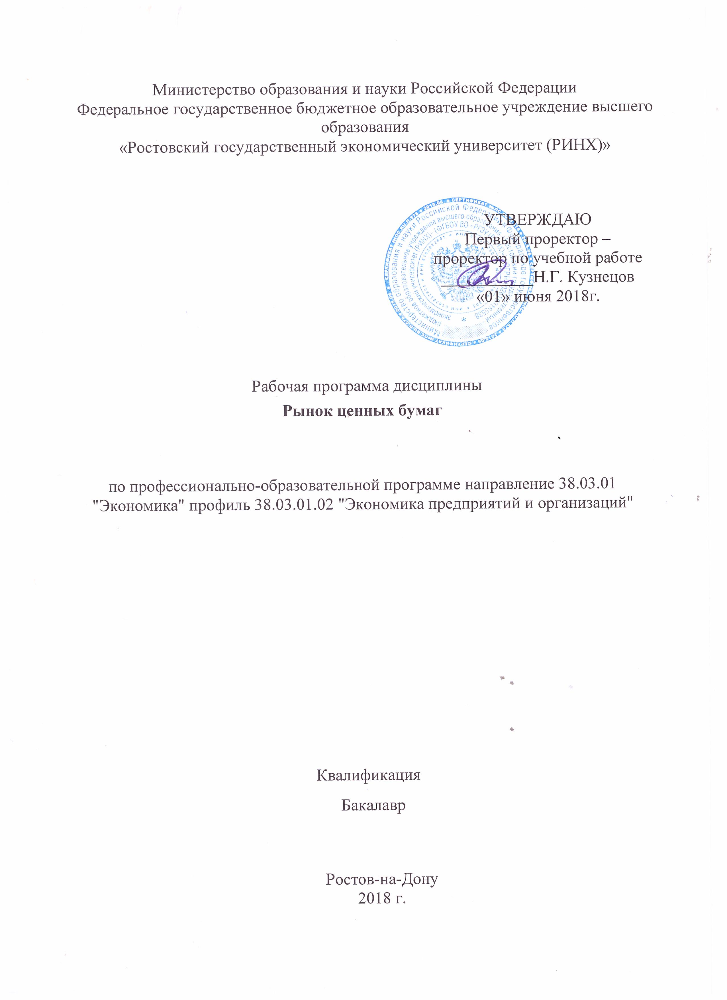 Министерство образования и науки Российской Федерации
Федеральное государственное бюджетное образовательное учреждение высшего
образования
«Ростовский государственный экономический университет (РИНХ)»
УТВЕРЖДАЮ
Первый проректор –
проректор по учебной работе
Н.Г. Кузнецов
«01» июня 2018г.
Рабочая программа дисциплины
Рынок ценных бумаг
по профессионально-образовательной программе направление 38.03.01
"Экономика" профиль 38.03.01.02 "Экономика предприятий и организаций"
Квалификация
Бакалавр
Ростов-на-Дону
2018 г.